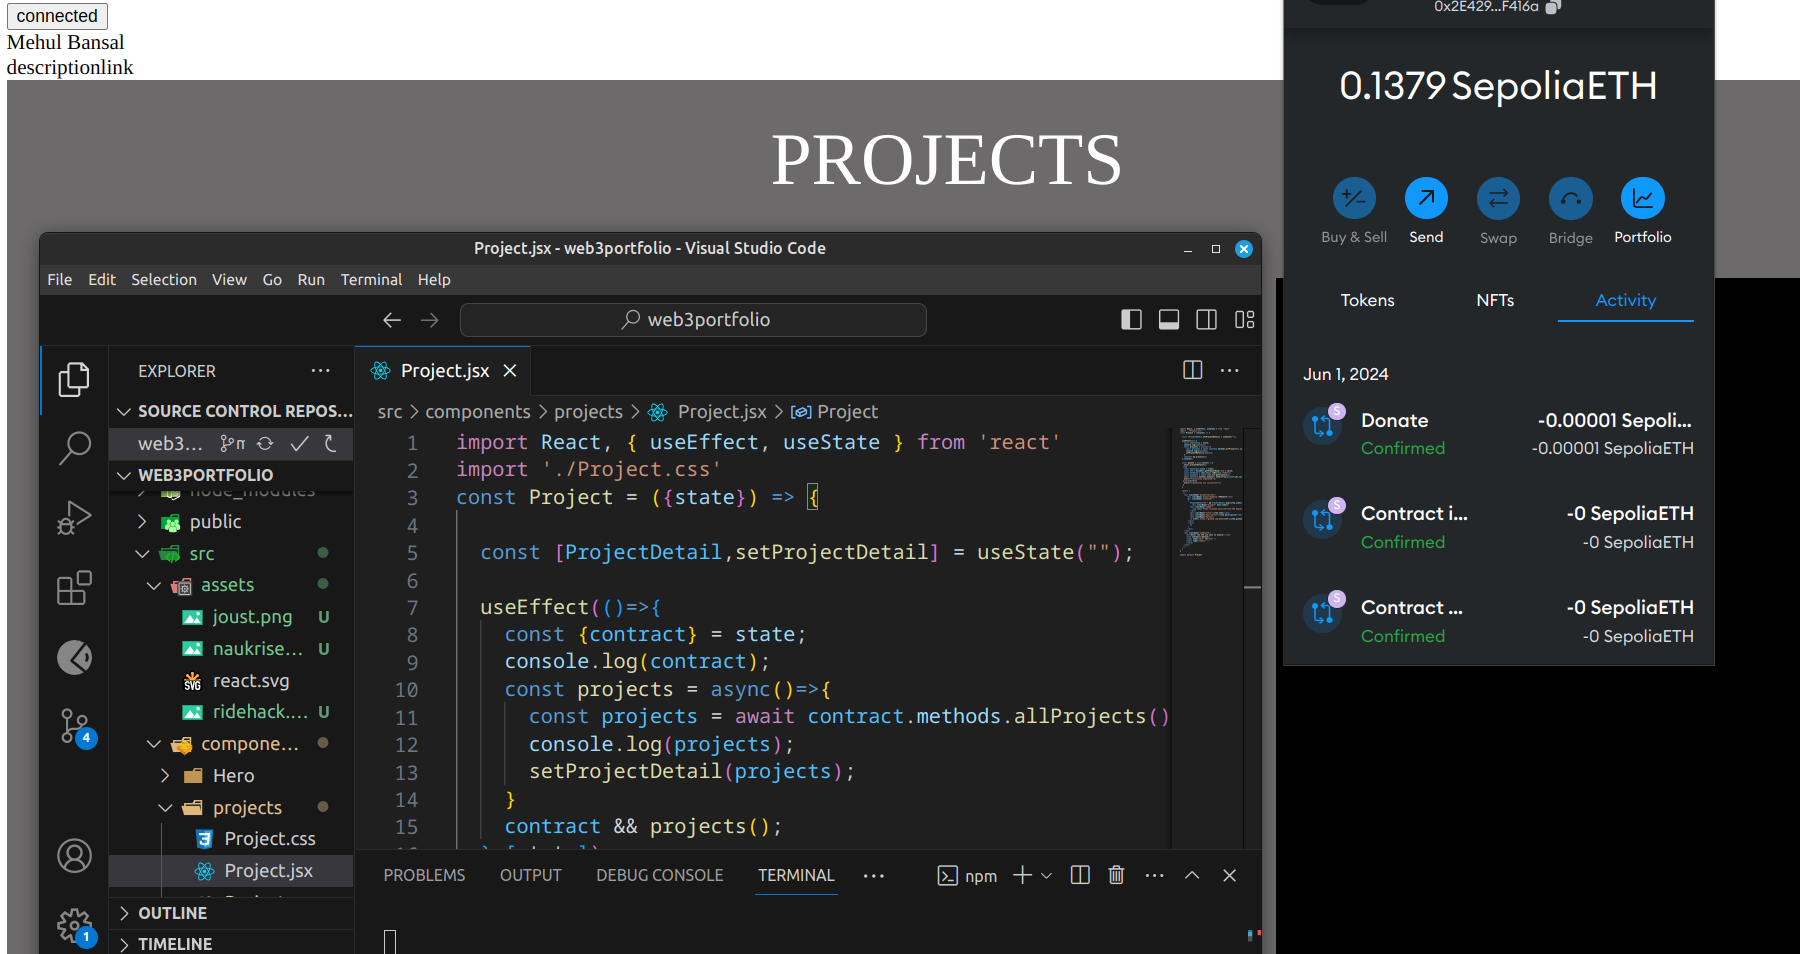 connected
Mehul Bansal
descriptionlink
PROJECTS
Project.jsx - web3portfolio - Visual Studio Code
File Edit Selection View Go Run Terminal Help
web3portfolio
EXPLORER
SOURCE CONTROL REPOS...
web3...
WEB3PORTFOLIO
node_modules
public
src
assets
joust.png U
naukrise... U
react.svg
ridehack.... U
compone...
Hero
projects
Project.css
Project.jsx
OUTLINE
TIMELINE
4
1
Project.jsx
src > components > projects > Project.jsx > Project
1 import React, { useEffect, useState } from 'react'
2 import './Project.css'
3 const Project = ({state}) => {
4
5 const [ProjectDetail,setProjectDetail] = useState("");
6
7 useEffect(()=>{
8 const {contract} = state;
9 console.log(contract);
10 const projects = async()=>{
11 const projects = await contract.methods.allProjects()
12 console.log(projects);
13 setProjectDetail(projects);
14 }
15 contract && projects();
PROBLEMS OUTPUT DEBUG CONSOLE TERMINAL
npm
0x2E429...F416a
0.1379 SepoliaETH
Buy & Sell Send Swap Bridge Portfolio
Tokens NFTs Activity
Jun 1, 2024
S
Donate -0.00001 Sepoli...
Confirmed -0.00001 SepoliaETH
S
Contract i... -0 SepoliaETH
Confirmed -0 SepoliaETH
S
Contract ... -0 SepoliaETH
Confirmed -0 SepoliaETH